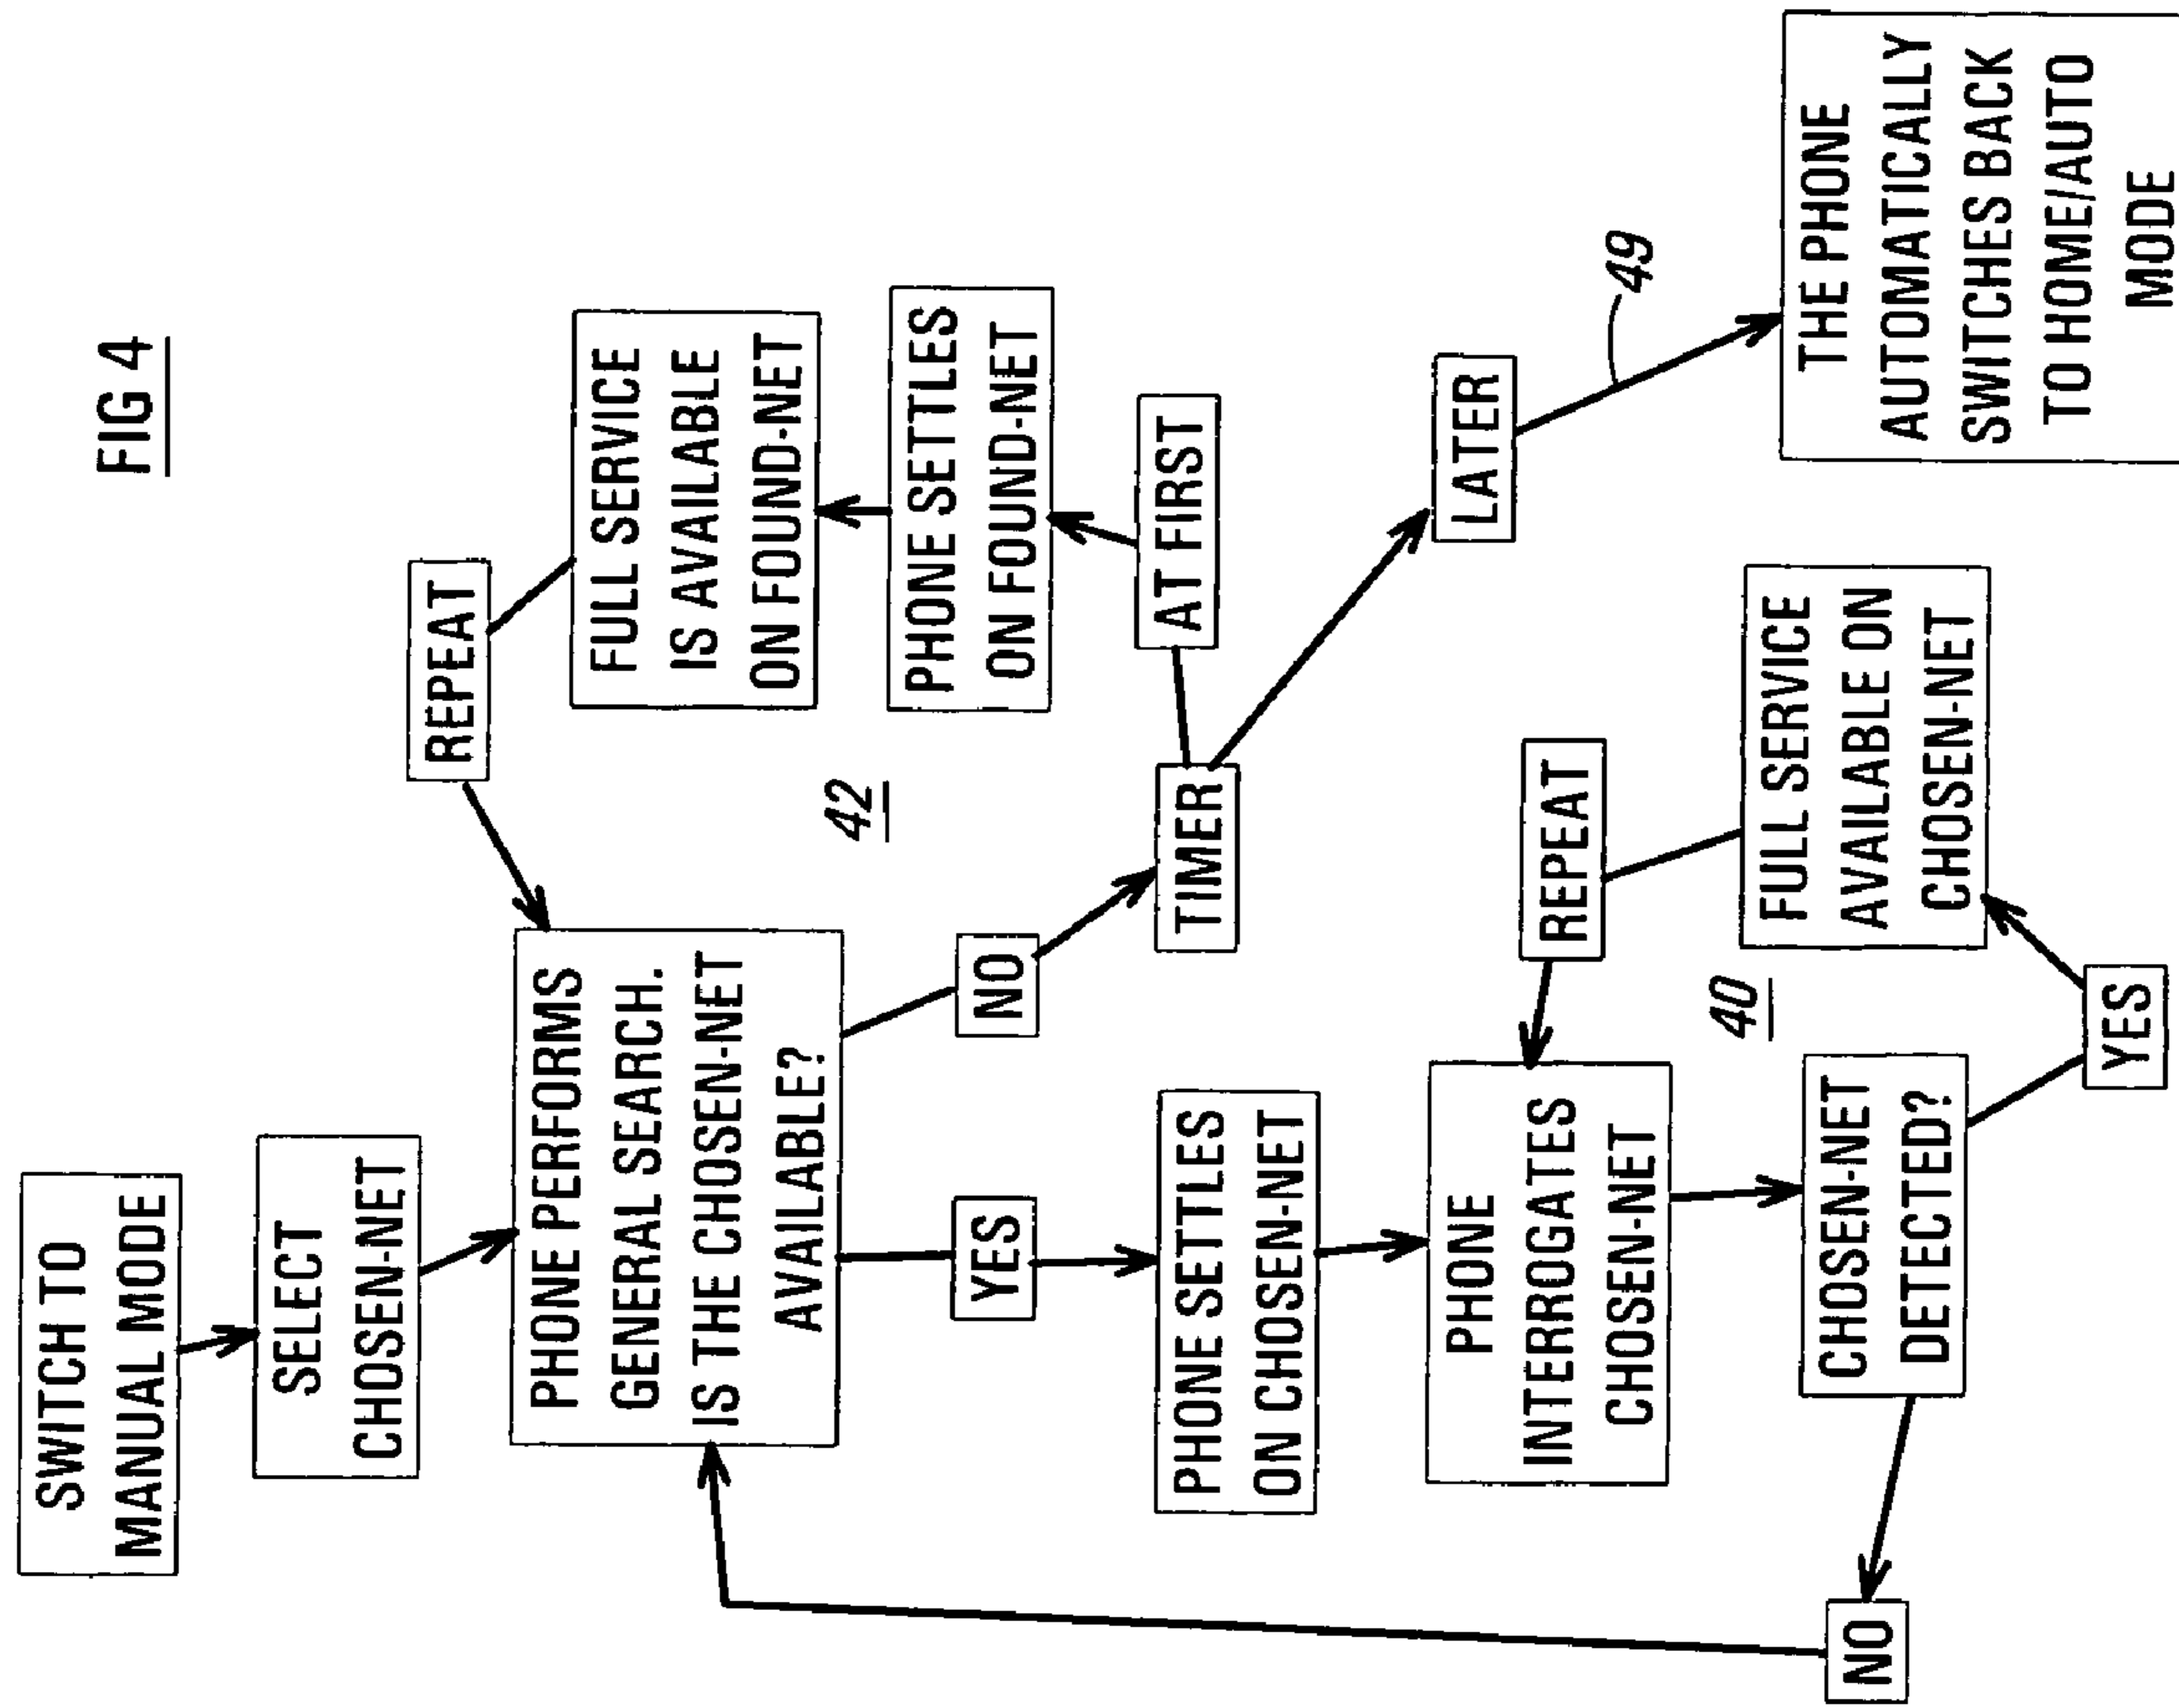 FIG 4
SWITCH TO
MANUAL MODE
SELECT
CHOSEN-NET
PHONE PERFORMS
GENERAL SEARCH.
IS THE CHOSEN-NET
AVAILABLE?
REPEAT
FULL SERVICE
IS AVAILABLE
ON FOUND-NET
PHONE SETTLES
ON FOUND-NET
42
NO
YES
TIMER
AT FIRST
LATER
49
THE PHONE
AUTOMATICALLY
SWITCHES BACK
TO HOME/AUTO
MODE
PHONE SETTLES
ON CHOSEN-NET
PHONE
INTERROGATES
CHOSEN-NET
REPEAT
40
FULL SERVICE
AVAILABLE ON
CHOSEN-NET
CHOSEN-NET
DETECTED?
YES
NO